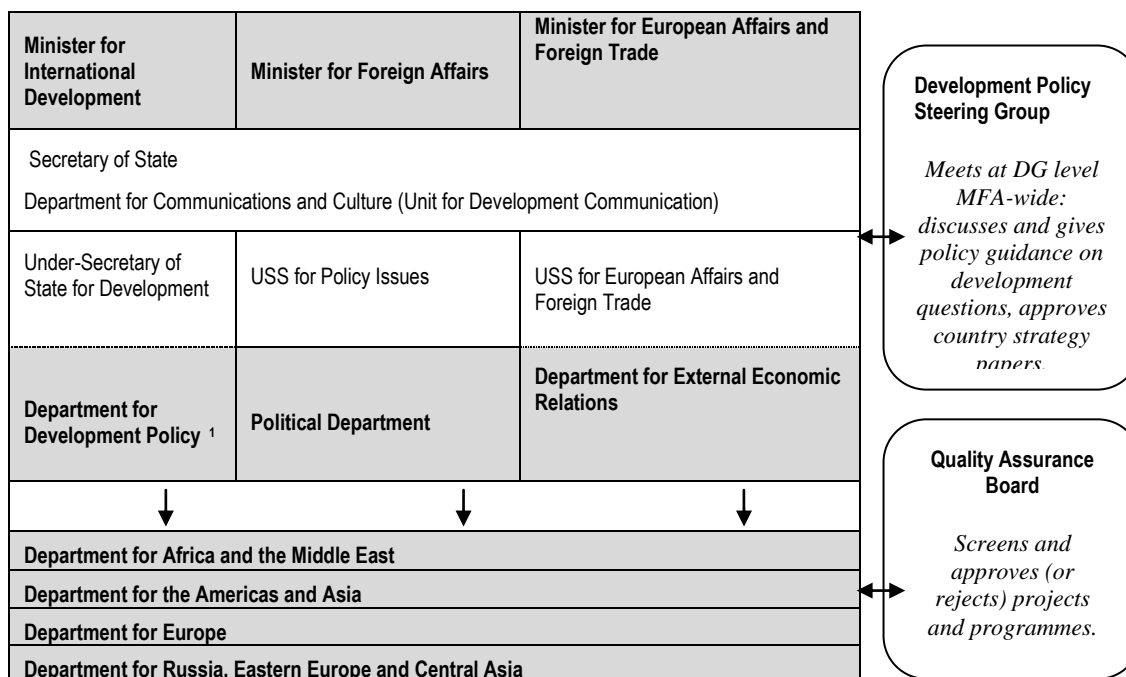 Minister for
International
Development
Minister for Foreign Affairs
Minister for European Affairs and
Foreign Trade
Secretary of State
Department for Communications and Culture (Unit for Development Communication)
Under-Secretary of
State for Development
USS for Policy Issues
USS for European Affairs and
Foreign Trade
Department for
Development Policy 1
Political Department
Department for External Economic
Relations
Department for Africa and the Middle East
Department for the Americas and Asia
Department for Europe
Department for Russia, Eastern Europe and Central Asia
Development Policy
Steering Group
Meets at DG level
MFA-wide:
discusses and gives
policy guidance on
development
questions, approves
country strategy
papers.
Quality Assurance
Board
Screens and
approves (or
rejects) projects
and programmes.